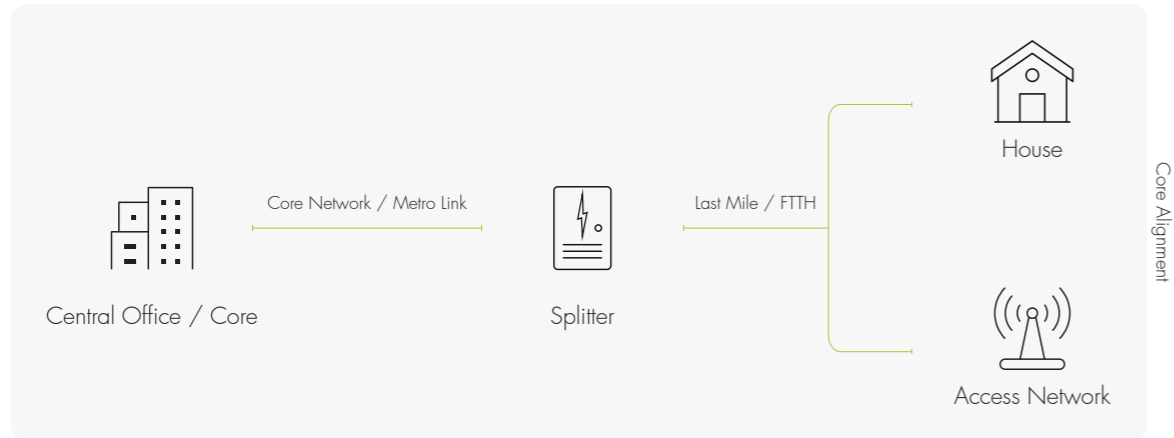 House
Core Network / Metro Link
Last Mile / FTTH
Central Office / Core
Splitter
Access Network
Core Alignment